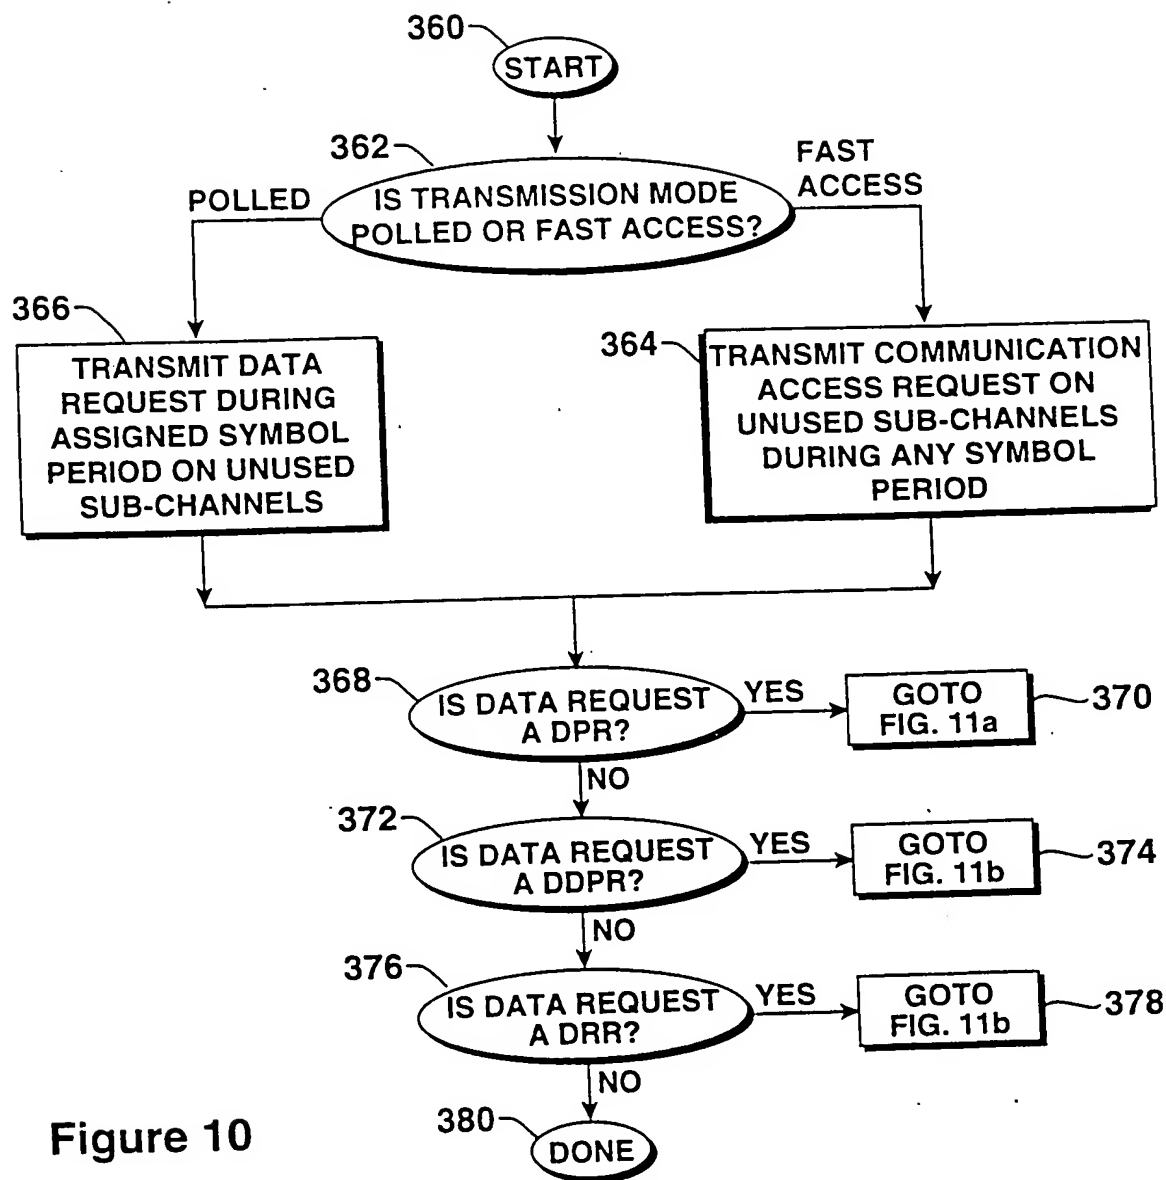 360
START
362
IS TRANSMISSION MODE
POLLED OR FAST ACCESS?
POLLED
FAST
ACCESS
366
TRANSMIT DATA
REQUEST DURING
ASSIGNED SYMBOL
PERIOD ON UNUSED
SUB-CHANNELS
364
TRANSMIT COMMUNICATION
ACCESS REQUEST ON
UNUSED SUB-CHANNELS
DURING ANY SYMBOL
PERIOD
368
IS DATA REQUEST
A DPR?
YES
GOTO
FIG. 11a
370
NO
372
IS DATA REQUEST
A DDPR?
YES
GOTO
FIG. 11b
374
NO
376
IS DATA REQUEST
A DRR?
YES
GOTO
FIG. 11b
378
NO
380
DONE
Figure 10